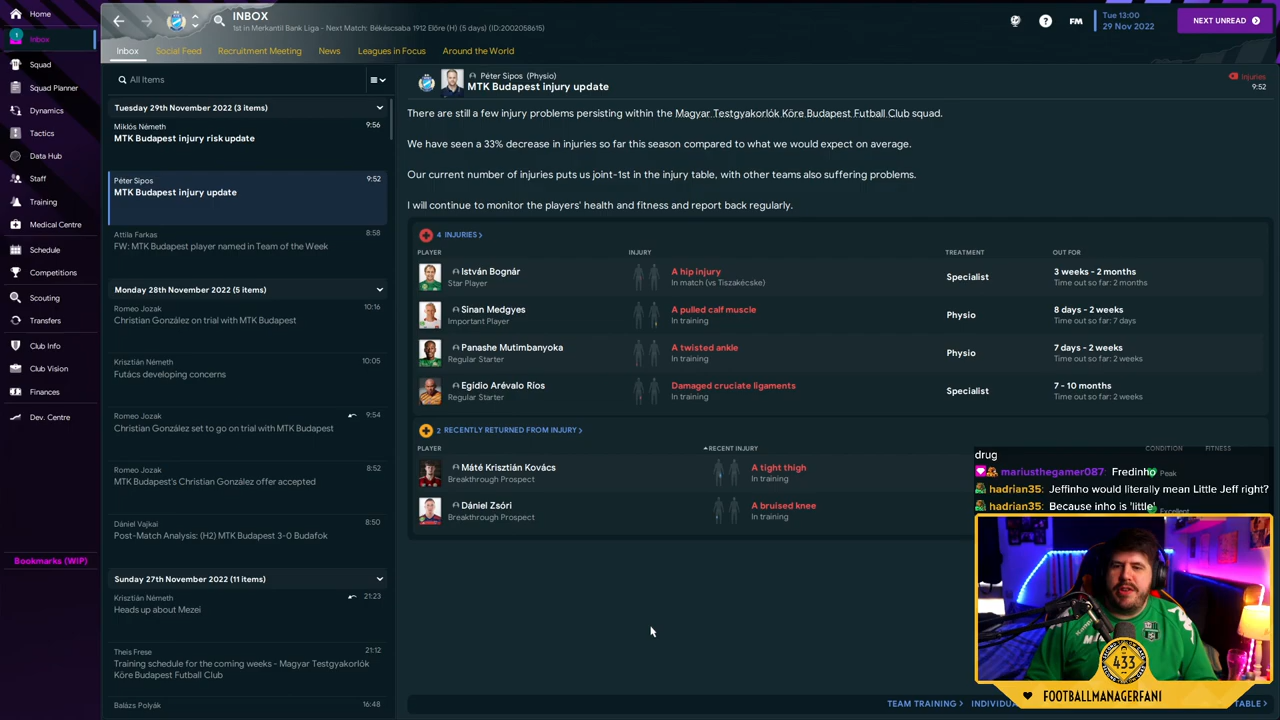 Home
Inbox
Squad
Squad Planner
Dynamics
Tactics
Data Hub
Staff
Training
Medical Centre
Schedule
Competitions
Scouting
Transfers
Club Info
Club Vision
Finances
Dev. Centre
Bookmarks (WIP)
INBOX
1st in Merkantil Bank Liga - Next Match: Békéscsaba 1912 Előre (H) (5 days) (ID:2002058615)
FM
Tue 13:00
29 Nov 2022
NEXT UNREAD
Inbox Social Feed Recruitment Meeting News Leagues in Focus Around the World
All Items
Tuesday 29th November 2022 (3 items)
Miklós Németh 9:56
MTK Budapest injury risk update
Péter Sipos 9:52
MTK Budapest injury update
Attila Farkas 8:58
FW: MTK Budapest player named in Team of the Week
Monday 28th November 2022 (5 items)
Romeo Jozak 10:16
Christian González on trial with MTK Budapest
Krisztián Németh 10:05
Futács developing concerns
Romeo Jozak 9:54
Christian González set to go on trial with MTK Budapest
Romeo Jozak 8:52
MTK Budapest's Christian González offer accepted
Dániel Vajkai 8:50
Post-Match Analysis: (H2) MTK Budapest 3-0 Budafok
Sunday 27th November 2022 (11 items)
Krisztián Németh 21:23
Heads up about Mezei
Theis Frese 21:12
Training schedule for the coming weeks - Magyar Testgyakorlók
Köre Budapest Futball Club
Balázs Polyák 16:48
Péter Sipos (Physio)
MTK Budapest injury update
Injuries
9:52
There are still a few injury problems persisting within the Magyar Testgyakorlók Köre Budapest Futball Club squad.
We have seen a 33% decrease in injuries so far this season compared to what we would expect on average.
Our current number of injuries puts us joint-1st in the injury table, with other teams also suffering problems.
I will continue to monitor the players' health and fitness and report back regularly.
4 INJURIES
PLAYER INJURY TREATMENT OUT FOR
István Bognár A hip injury Specialist 3 weeks - 2 months
Star Player In match (vs Tiszakécske) Time out so far: 2 months
Sinan Medgyes A pulled calf muscle Physio 8 days - 2 weeks
Important Player In training Time out so far: 7 days
Panashe Mutimbanyoka A twisted ankle Physio 7 days - 2 weeks
Regular Starter In training Time out so far: 2 weeks
Egídio Arévalo Rios Damaged cruciate ligaments Specialist 7 - 10 months
Regular Starter In training Time out so far: 2 weeks
2 RECENTLY RETURNED FROM INJURY
PLAYER RECENT INJURY CONDITION FITNESS
Máté Krisztián Kovács A tight thigh Peak
Breakthrough Prospect In training
Dániel Zsóri A bruised knee Excellent
Breakthrough Prospect In training
drug
mariusthegamer087: Fredinho
hadrian35: Jeffinho would literally mean Little Jeff right?
hadrian35: Because inho is 'little'
433
FOOTBALLMANAGERFANI
TEAM TRAINING INDIVIDUA TABLE